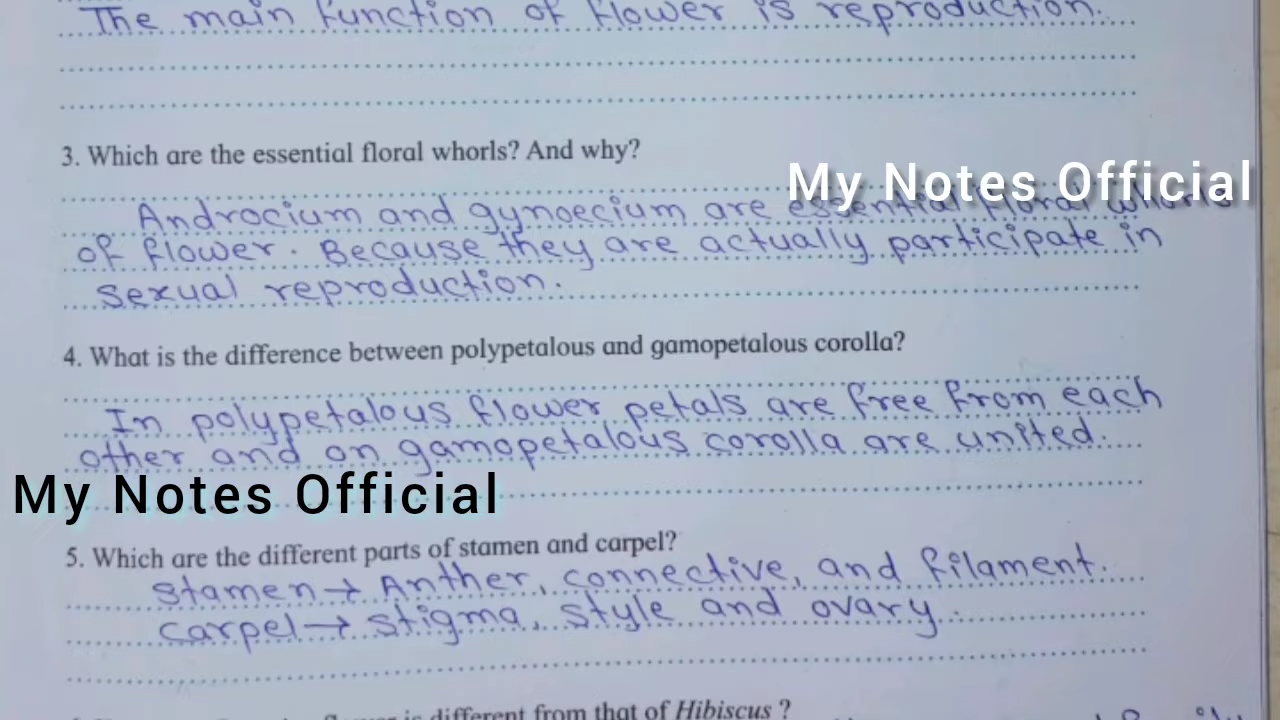 The main function of flower is reproduction.
3. Which are the essential floral whorls? And why?
My Notes Official
Androcium and gynoecium are essential floral whorls
of flower. Because they are actually participate in
sexual reproduction.
4. What is the difference between polypetalous and gamopetalous corolla?
In polypetalous flower petals are free from each
other and on gamopetalous corolla are united.
My Notes Official
5. Which are the different parts of stamen and carpel?
Stamen → Anther, connective, and filament.
Carpel → stigma, style and ovary.
is different from that of Hibiscus ?